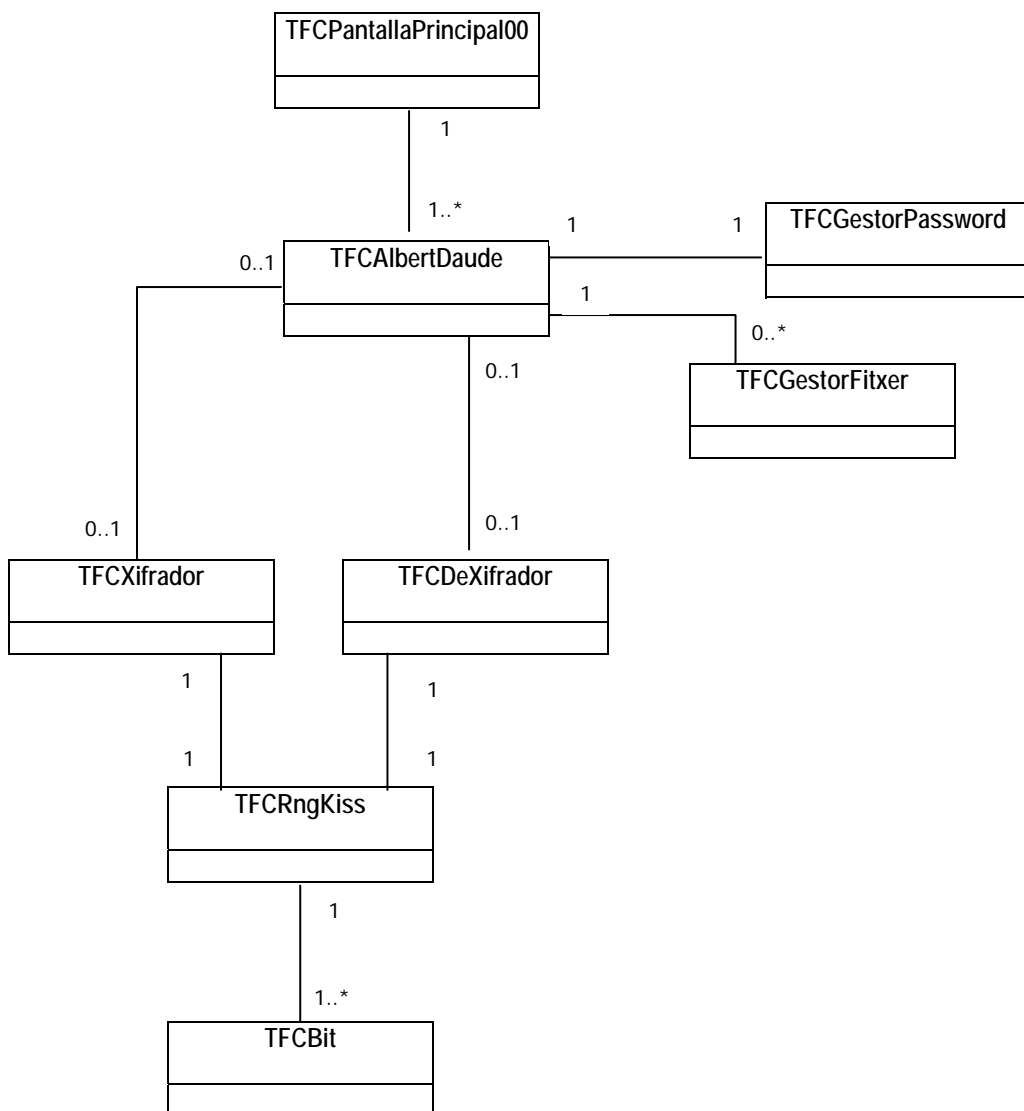 TFCPantallaPrincipal00
1
1..*
TFCAlbertDaude
1
1
TFCGestorPassword
0..1
1
0..*
TFCGestorFitxer
0..1
0..1
0..1
TFCXifrador
TFCDeXifrador
1
1
1
1
TFCRngKiss
1
1..*
TFCBit